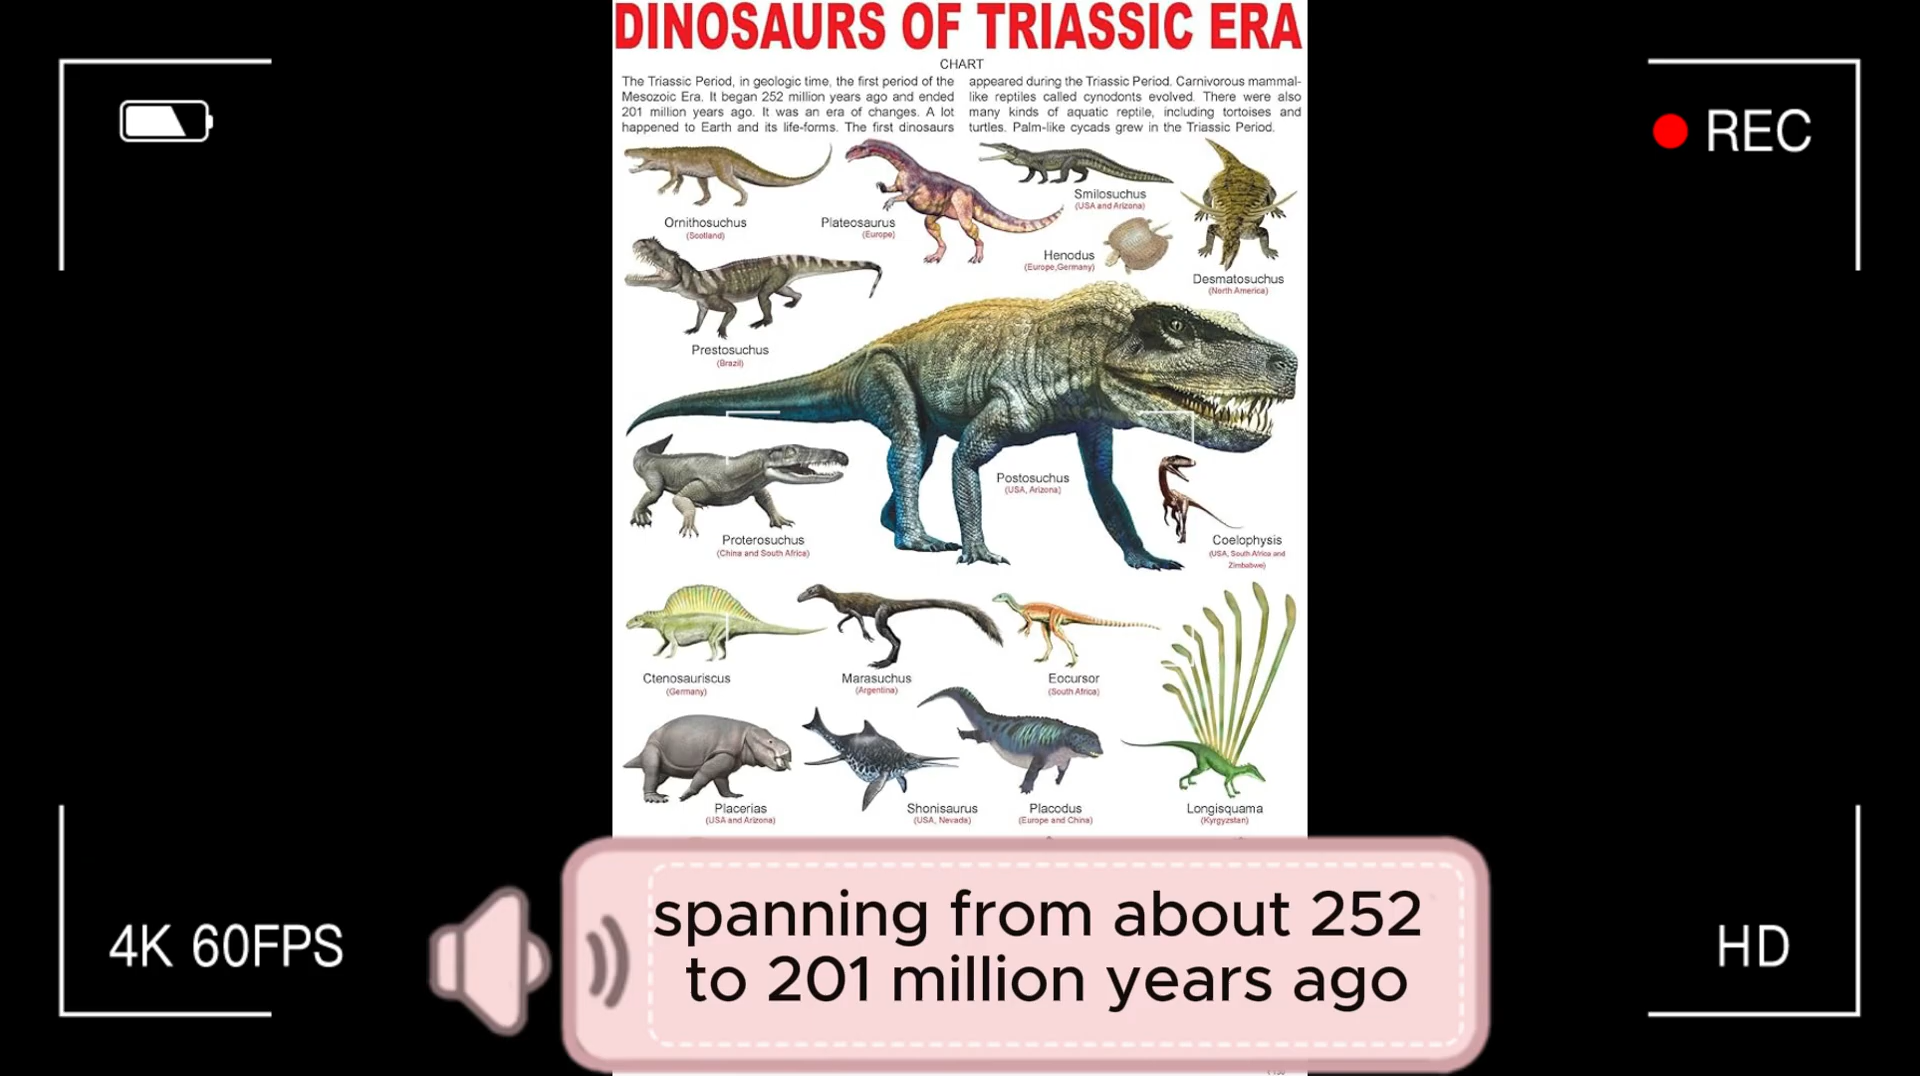 DINOSAURS OF TRIASSIC ERA
CHART
The Triassic Period, in geologic time, the first period of the
Mesozoic Era. It began 252 million years ago and ended
201 million years ago. It was an era of changes. A lot
happened to Earth and its life-forms. The first dinosaurs
appeared during the Triassic Period. Carnivorous mammal-
like reptiles called cynodonts evolved. There were also
many kinds of aquatic reptile, including tortoises and
turtles. Palm-like cycads grew in the Triassic Period.
REC
Ornithosuchus
(Scotland)
Plateosaurus
(Europe)
Smilosuchus
(USA and Arizona)
Henodus
(Europe,Germany)
Desmatosuchus
(North America)
Prestosuchus
(Brazil)
Postosuchus
(USA, Arizona)
Proterosuchus
(China and South Africa)
Coelophysis
(USA, South Africa and
Zimbabwe)
Ctenosauriscus
(Germany)
Marasuchus
(Argentina)
Eocursor
(South Africa)
Placerias
(USA and Arizona)
Shonisaurus
(USA, Nevada)
Placodus
(Europe and China)
Longisquama
(Kyrgyzstan)
spanning from about 252
to 201 million years ago
4K 60FPS
HD